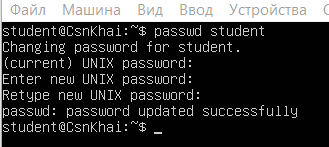 Файл Машина Вид Ввод Устройства
student@CsnKhai:~$ passwd student
Changing password for student.
(current) UNIX password:
Enter new UNIX password:
Retype new UNIX password:
passwd: password updated successfully
student@CsnKhai:~$ _